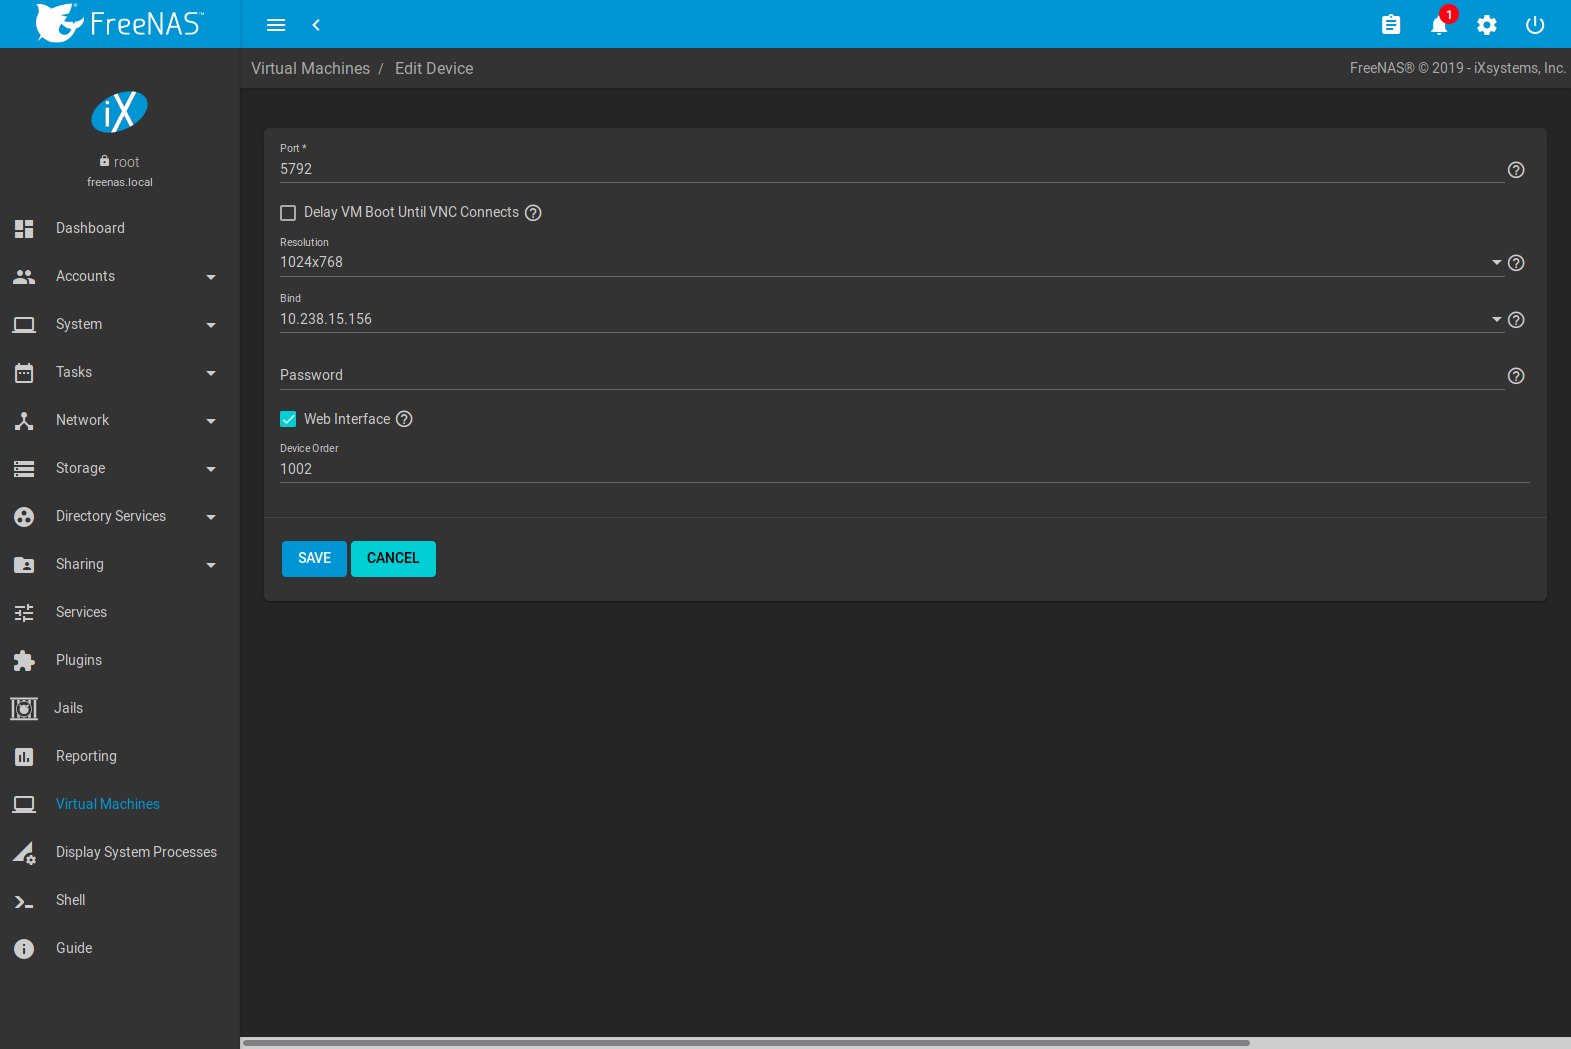 FreeNAS™
1
Virtual Machines / Edit Device
FreeNAS® © 2019 - iXsystems, Inc.
iX
root
freenas.local
Dashboard
Accounts
System
Tasks
Network
Storage
Directory Services
Sharing
Services
Plugins
Jails
Reporting
Virtual Machines
Display System Processes
Shell
Guide
Port *
5792
Delay VM Boot Until VNC Connects
Resolution
1024x768
Bind
10.238.15.156
Password
Web Interface
Device Order
1002
SAVE CANCEL